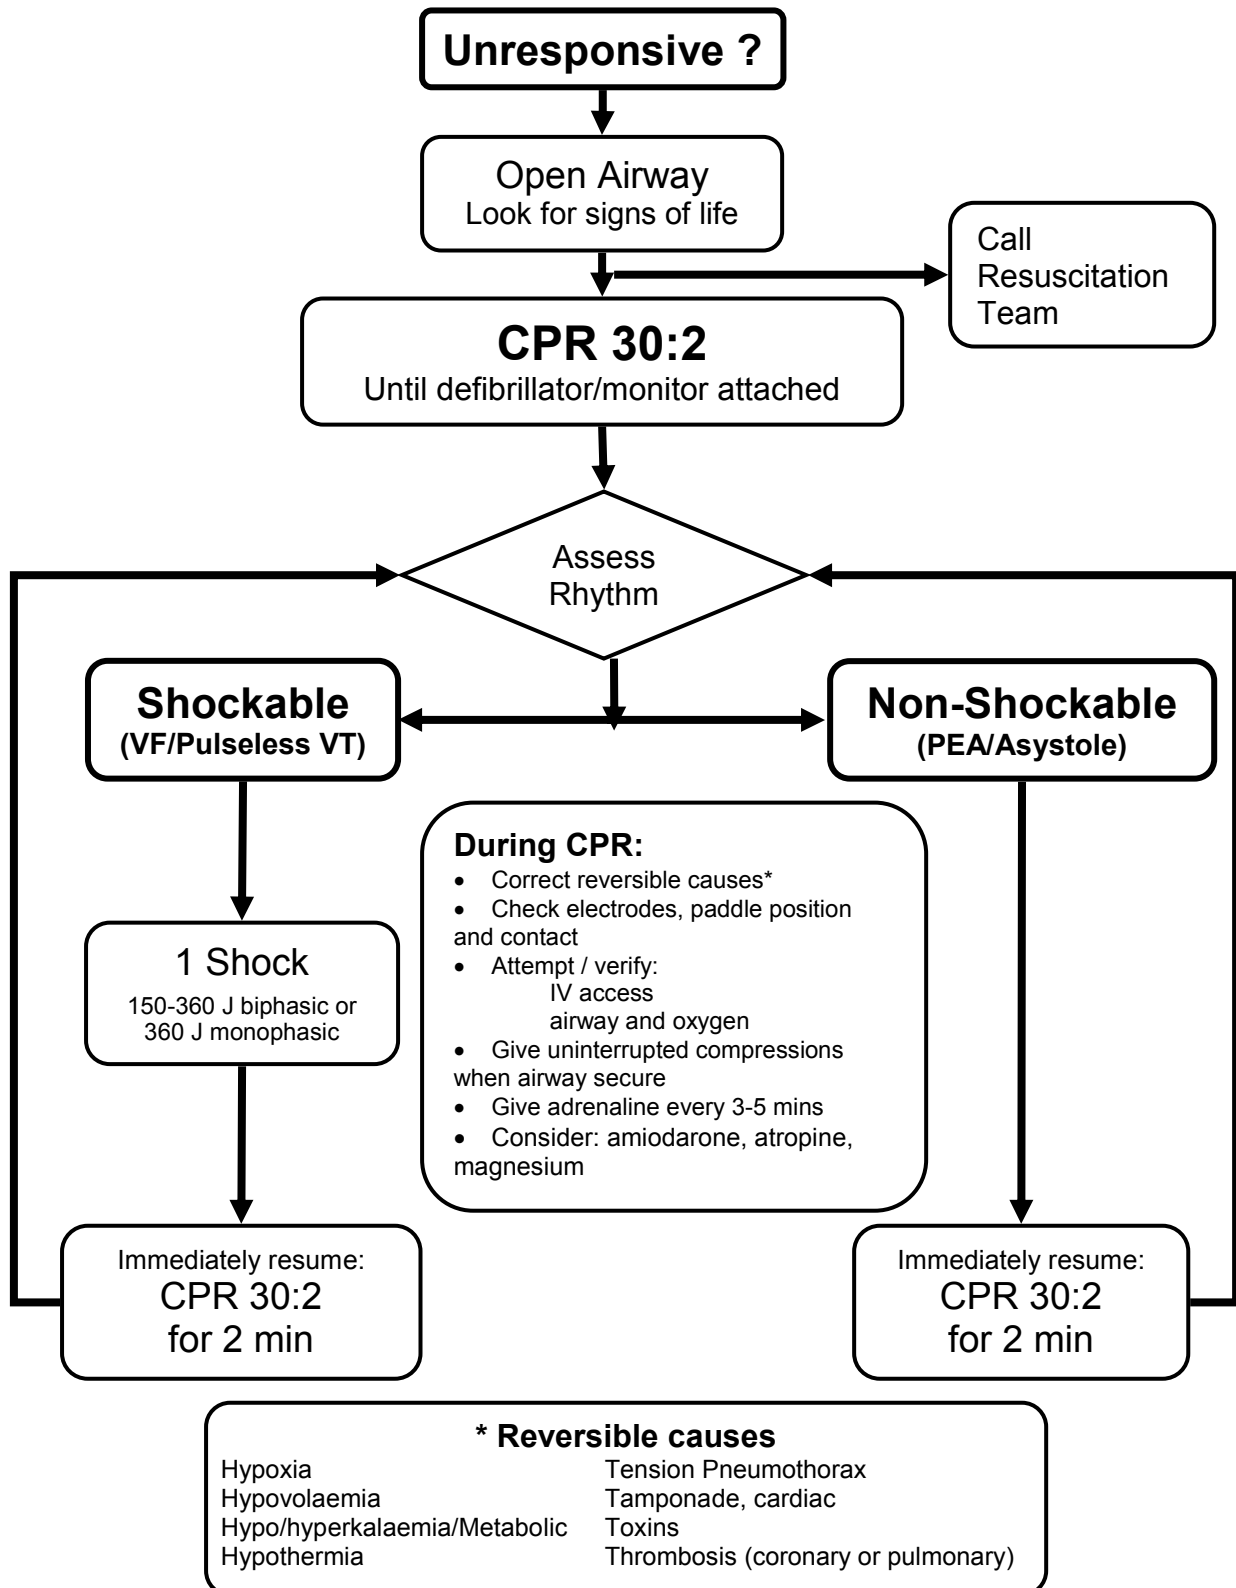 Unresponsive ?
Open Airway
Look for signs of life
Call
Resuscitation
Team
CPR 30:2
Until defibrillator/monitor attached
Assess
Rhythm
Shockable
(VF/Pulseless VT)
Non-Shockable
(PEA/Asystole)
1 Shock
150-360 J biphasic or
360 J monophasic
During CPR:
• Correct reversible causes*
• Check electrodes, paddle position
and contact
• Attempt / verify:
IV access
airway and oxygen
• Give uninterrupted compressions
when airway secure
• Give adrenaline every 3-5 mins
• Consider: amiodarone, atropine,
magnesium
Immediately resume:
CPR 30:2
for 2 min
Immediately resume:
CPR 30:2
for 2 min
* Reversible causes
Hypoxia Tension Pneumothorax
Hypovolaemia Tamponade, cardiac
Hypo/hyperkalaemia/Metabolic Toxins
Hypothermia Thrombosis (coronary or pulmonary)